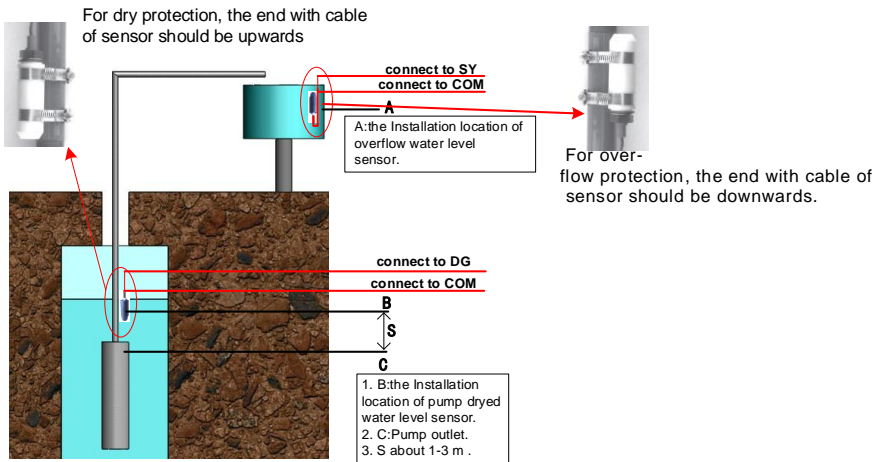 For dry protection, the end with cable
of sensor should be upwards
connect to SY
connect to COM
A
A:the Installation location of
overflow water level
sensor.
For over-
flow protection, the end with cable of
sensor should be downwards.
connect to DG
connect to COM
B
S
C
1. B:the Installation
location of pump dryed
water level sensor.
2. C:Pump outlet.
3. S about 1-3 m .